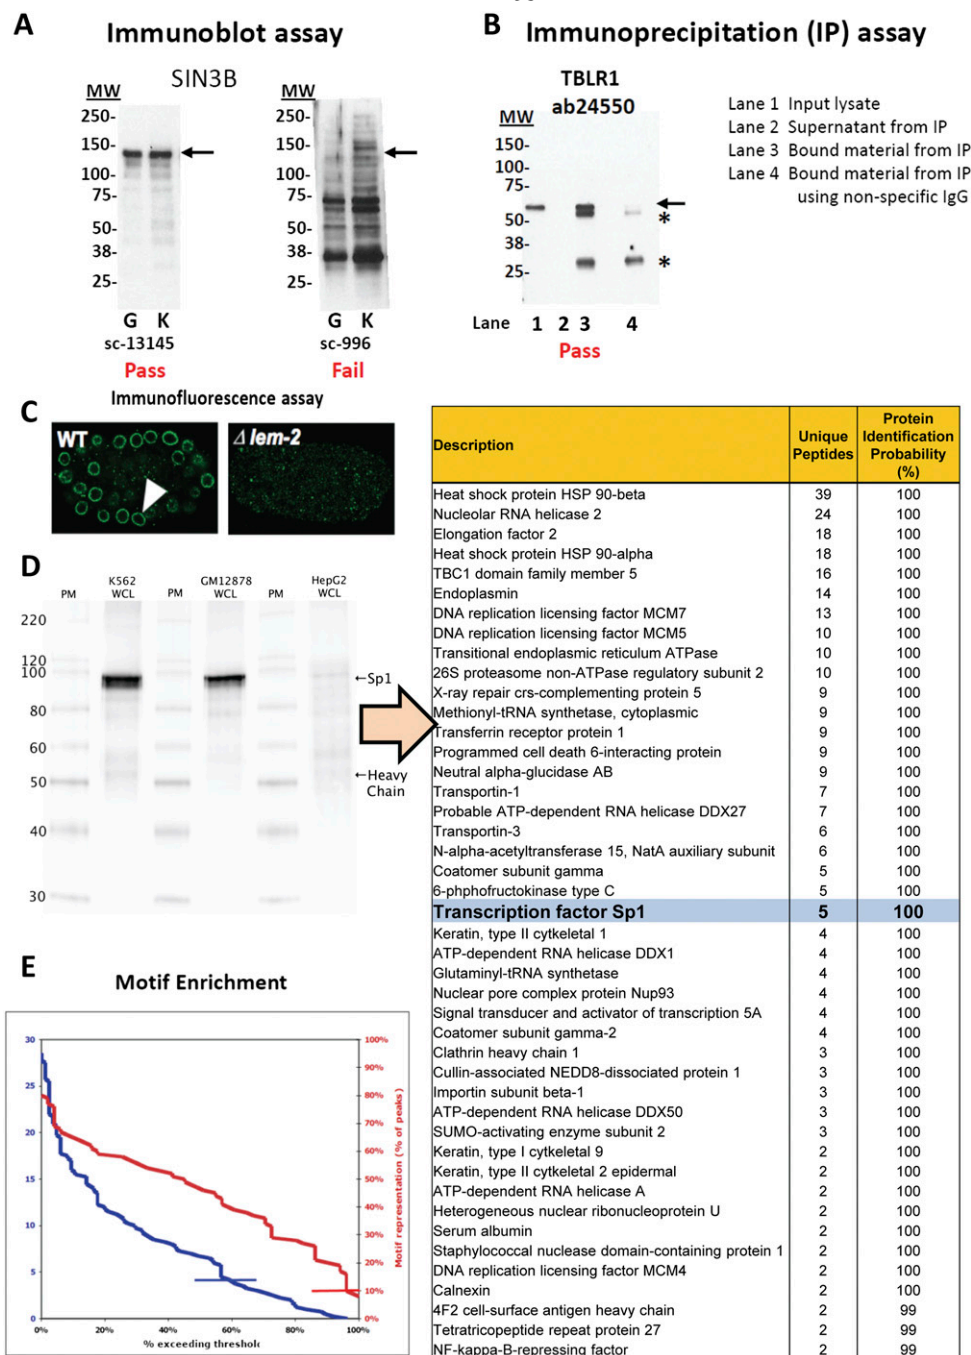 A
Immunoblot assay
SIN3B
MW
250-
150-
100-
75-
50-
38-
25-
G K
sc-13145
Pass
G K
sc-996
Fail
B
Immunoprecipitation (IP) assay
TBLR1
ab24550
MW
150-
100-
75-
50-
38-
25-
*
*
Lane 1 2 3 4
Pass
Lane 1 Input lysate
Lane 2 Supernatant from IP
Lane 3 Bound material from IP
Lane 4 Bound material from IP
using non-specific IgG
C
Immunofluorescence assay
WT
Δ lem-2
D
PM
K562
WCL
PM
GM12878
WCL
PM
HepG2
WCL
220
120
100
80
60
50
40
30
←Sp1
←Heavy
Chain
Description Unique Peptides Protein Identification Probability (%)
Heat shock protein HSP 90-beta 39 100
Nucleolar RNA helicase 2 24 100
Elongation factor 2 18 100
Heat shock protein HSP 90-alpha 18 100
TBC1 domain family member 5 16 100
Endoplasmin 14 100
DNA replication licensing factor MCM7 13 100
DNA replication licensing factor MCM5 10 100
Transitional endoplasmic reticulum ATPase 10 100
26S proteasome non-ATPase regulatory subunit 2 10 100
X-ray repair crs-complementing protein 5 9 100
Methionyl-tRNA synthetase, cytoplasmic 9 100
Transferrin receptor protein 1 9 100
Programmed cell death 6-interacting protein 9 100
Neutral alpha-glucidase AB 9 100
Transportin-1 7 100
Probable ATP-dependent RNA helicase DDX27 7 100
Transportin-3 6 100
N-alpha-acetyltransferase 15, NatA auxiliary subunit 6 100
Coatomer subunit gamma 5 100
6-phphofructokinase type C 5 100
Transcription factor Sp1 5 100
Keratin, type II cytkeletal 1 4 100
ATP-dependent RNA helicase DDX1 4 100
Glutaminyl-tRNA synthetase 4 100
Nuclear pore complex protein Nup93 4 100
Signal transducer and activator of transcription 5A 4 100
Coatomer subunit gamma-2 4 100
Clathrin heavy chain 1 3 100
Cullin-associated NEDD8-dissociated protein 1 3 100
Importin subunit beta-1 3 100
ATP-dependent RNA helicase DDX50 3 100
SUMO-activating enzyme subunit 2 3 100
Keratin, type I cytkeletal 9 2 100
Keratin, type II cytkeletal 2 epidermal 2 100
ATP-dependent RNA helicase A 2 100
Heterogeneous nuclear ribonucleoprotein U 2 100
Serum albumin 2 100
Staphylococcal nuclease domain-containing protein 1 2 100
DNA replication licensing factor MCM4 2 100
Calnexin 2 100
4F2 cell-surface antigen heavy chain 2 99
Tetratricopeptide repeat protein 27 2 99
NF-kappa-B-repressing factor 2 99
E
Motif Enrichment
30
25
20
15
10
5
0
100%
90%
80%
70%
60%
50%
40%
30%
20%
10%
0%
Motif representation (% of peaks)
0% 20% 40% 60% 80% 100%
% exceeding threshold